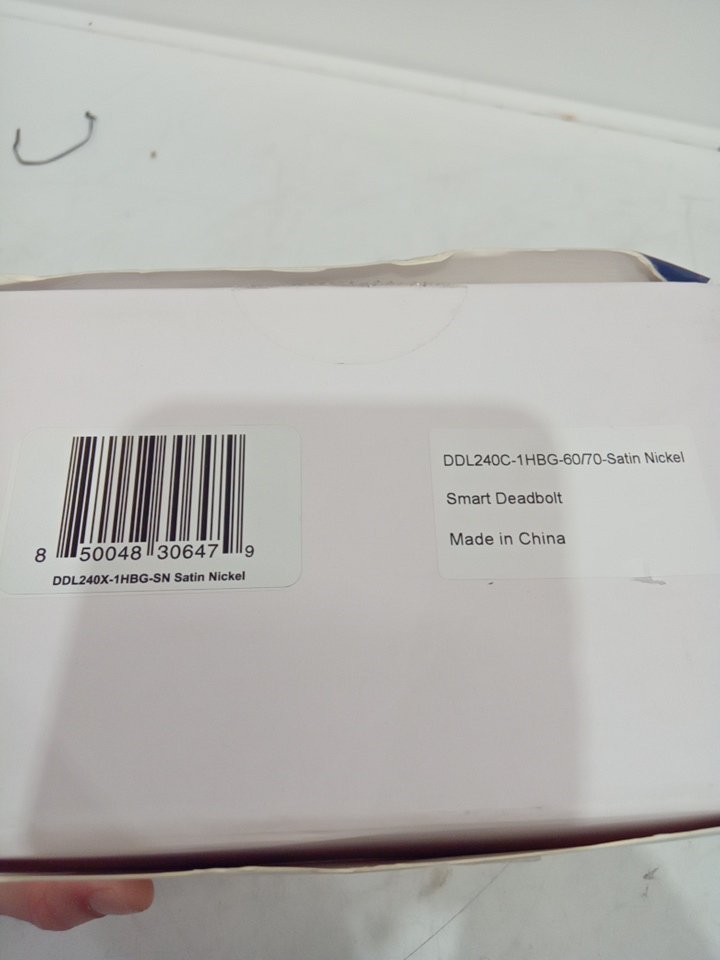 8 50048 30647 9
DDL240X-1HBG-SN Satin Nickel
DDL240C-1HBG-60/70-Satin Nickel
Smart Deadbolt
Made in China